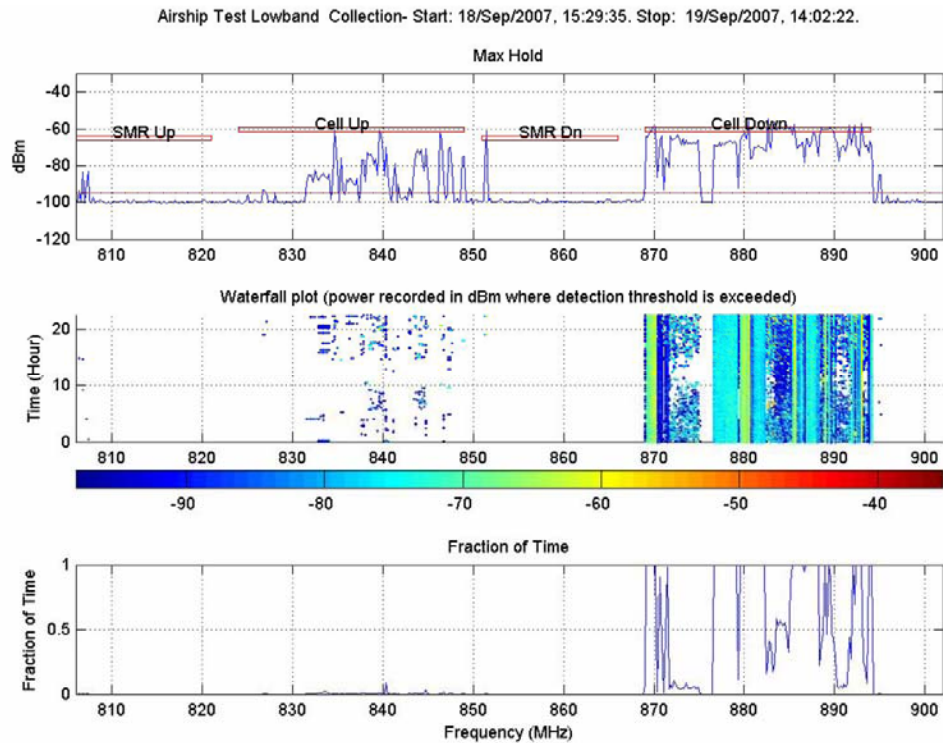 Airship Test Lowband Collection- Start: 18/Sep/2007, 15:29:35. Stop: 19/Sep/2007, 14:02:22.
Max Hold
-40
-60
-80
-100
-120
dBm
SMR Up
Cell Up
SMR Dn
Cell Down
810 820 830 840 850 860 870 880 890 900
Waterfall plot (power recorded in dBm where detection threshold is exceeded)
20
10
0
Time (Hour)
810 820 830 840 850 860 870 880 890 900
-90 -80 -70 -60 -50 -40
Fraction of Time
1
0.5
0
Fraction of Time
810 820 830 840 850 860 870 880 890 900
Frequency (MHz)